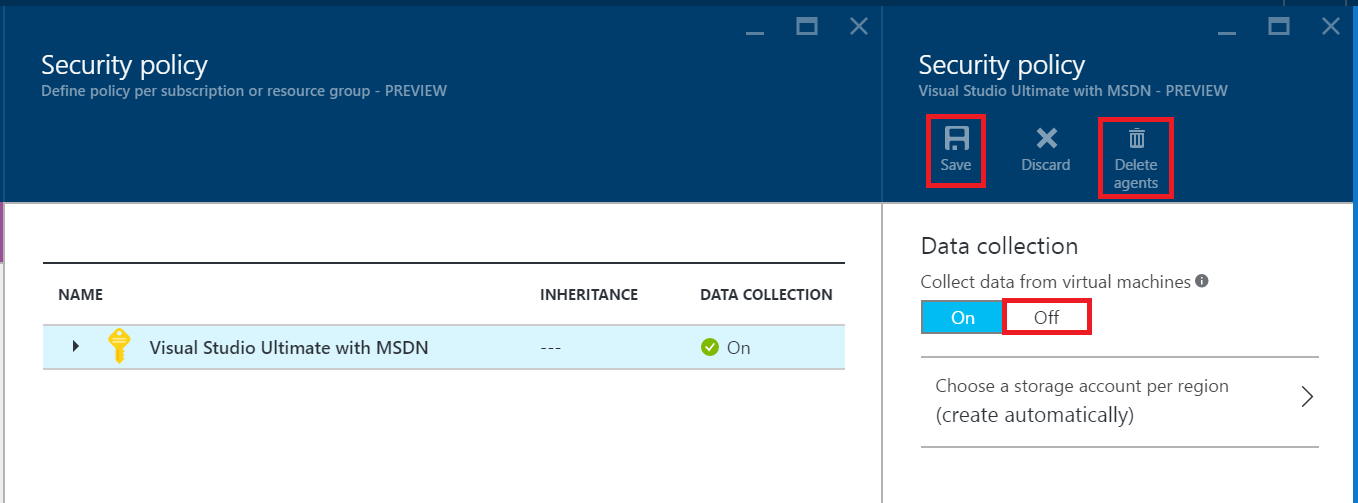 Security policy
Define policy per subscription or resource group - PREVIEW
NAME INHERITANCE DATA COLLECTION
Visual Studio Ultimate with MSDN --- On
Security policy
Visual Studio Ultimate with MSDN - PREVIEW
Save Discard Delete
agents
Data collection
Collect data from virtual machines
On Off
Choose a storage account per region
(create automatically)